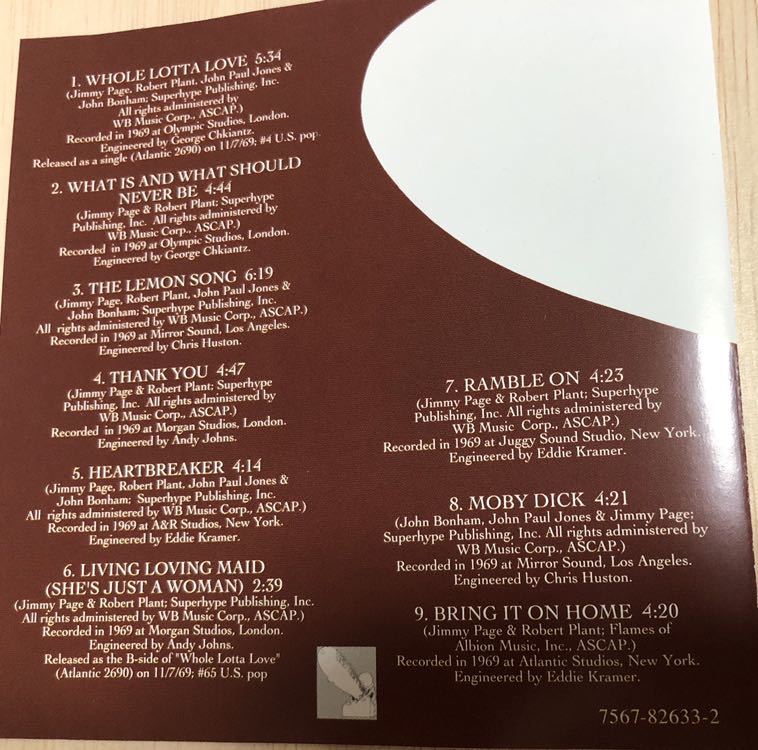 1. WHOLE LOTTA LOVE 5:34
(Jimmy Page, Robert Plant, John Paul Jones &
John Bonham; Superhype Publishing, Inc.
All rights administered by
WB Music Corp., ASCAP.)
Recorded in 1969 at Olympic Studios, London.
Engineered by George Chkiantz.
Released as a single (Atlantic 2690) on 11/7/69; #4 U.S. pop
2. WHAT IS AND WHAT SHOULD
NEVER BE 4:44
(Jimmy Page & Robert Plant; Superhype
Publishing, Inc. All rights administered by
WB Music Corp., ASCAP.)
Recorded in 1969 at Olympic Studios, London.
Engineered by George Chkiantz.
3. THE LEMON SONG 6:19
(Jimmy Page, Robert Plant, John Paul Jones &
John Bonham; Superhype Publishing, Inc.
All rights administered by WB Music Corp., ASCAP.)
Recorded in 1969 at Mirror Sound, Los Angeles.
Engineered by Chris Huston.
4. THANK YOU 4:47
(Jimmy Page & Robert Plant; Superhype
Publishing, Inc. All rights administered by
WB Music Corp., ASCAP.)
Recorded in 1969 at Morgan Studios, London.
Engineered by Andy Johns.
5. HEARTBREAKER 4:14
(Jimmy Page, Robert Plant, John Paul Jones &
John Bonham; Superhype Publishing, Inc.
All rights administered by WB Music Corp., ASCAP.)
Recorded in 1969 at A&R Studios, New York.
Engineered by Eddie Kramer.
6. LIVING LOVING MAID
(SHE'S JUST A WOMAN) 2:39
(Jimmy Page & Robert Plant; Superhype Publishing, Inc.
All rights administered by WB Music Corp., ASCAP.)
Recorded in 1969 at Morgan Studios, London.
Engineered by Andy Johns.
Released as the B-side of "Whole Lotta Love"
(Atlantic 2690) on 11/7/69; #65 U.S. pop
7. RAMBLE ON 4:23
(Jimmy Page & Robert Plant; Superhype
Publishing, Inc. All rights administered by
WB Music Corp., ASCAP.)
Recorded in 1969 at Juggy Sound Studio, New York.
Engineered by Eddie Kramer.
8. MOBY DICK 4:21
(John Bonham, John Paul Jones & Jimmy Page;
Superhype Publishing, Inc. All rights administered by
WB Music Corp., ASCAP.)
Recorded in 1969 at Mirror Sound, Los Angeles.
Engineered by Chris Huston.
9. BRING IT ON HOME 4:20
(Jimmy Page & Robert Plant; Flames of
Albion Music, Inc., ASCAP.)
Recorded in 1969 at Atlantic Studios, New York.
Engineered by Eddie Kramer.
7567-82633-2